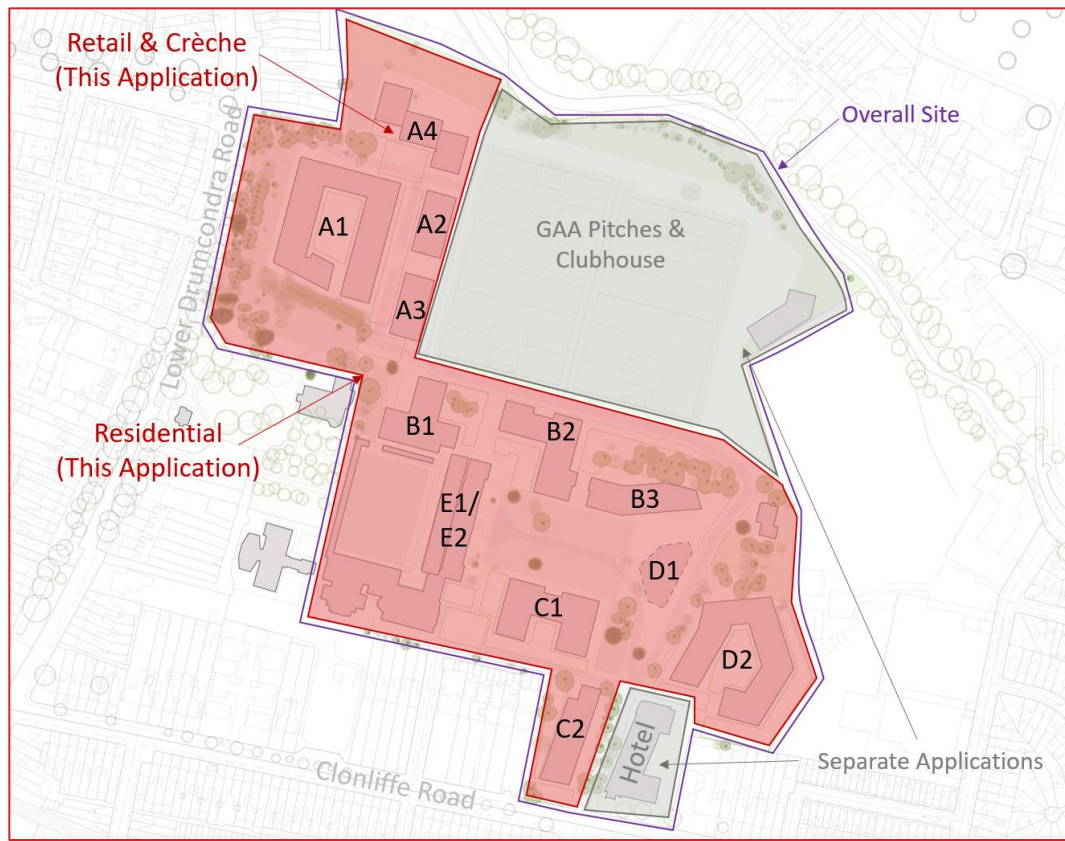 Retail & Crèche
(This Application)
Overall Site
Lower Drumcondra Road
A4
A1
A2
A3
GAA Pitches &
Clubhouse
Residential
(This Application)
B1
B2
B3
E1/
E2
D1
C1
D2
C2
Hotel
Separate Applications
Clonliffe Road